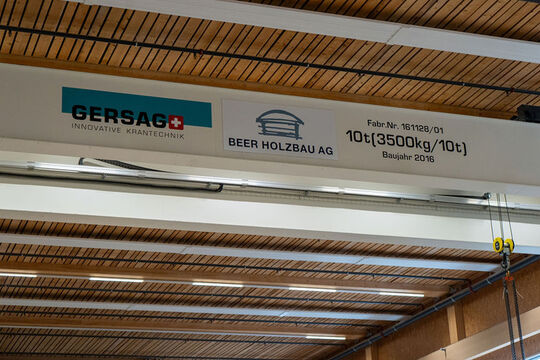 GERSAG
INNOVATIVE KRANTECHNIK
BEER HOLZBAU AG
Fabr.Nr. 161128/01
10t(3500kg/10t)
Baujahr 2016